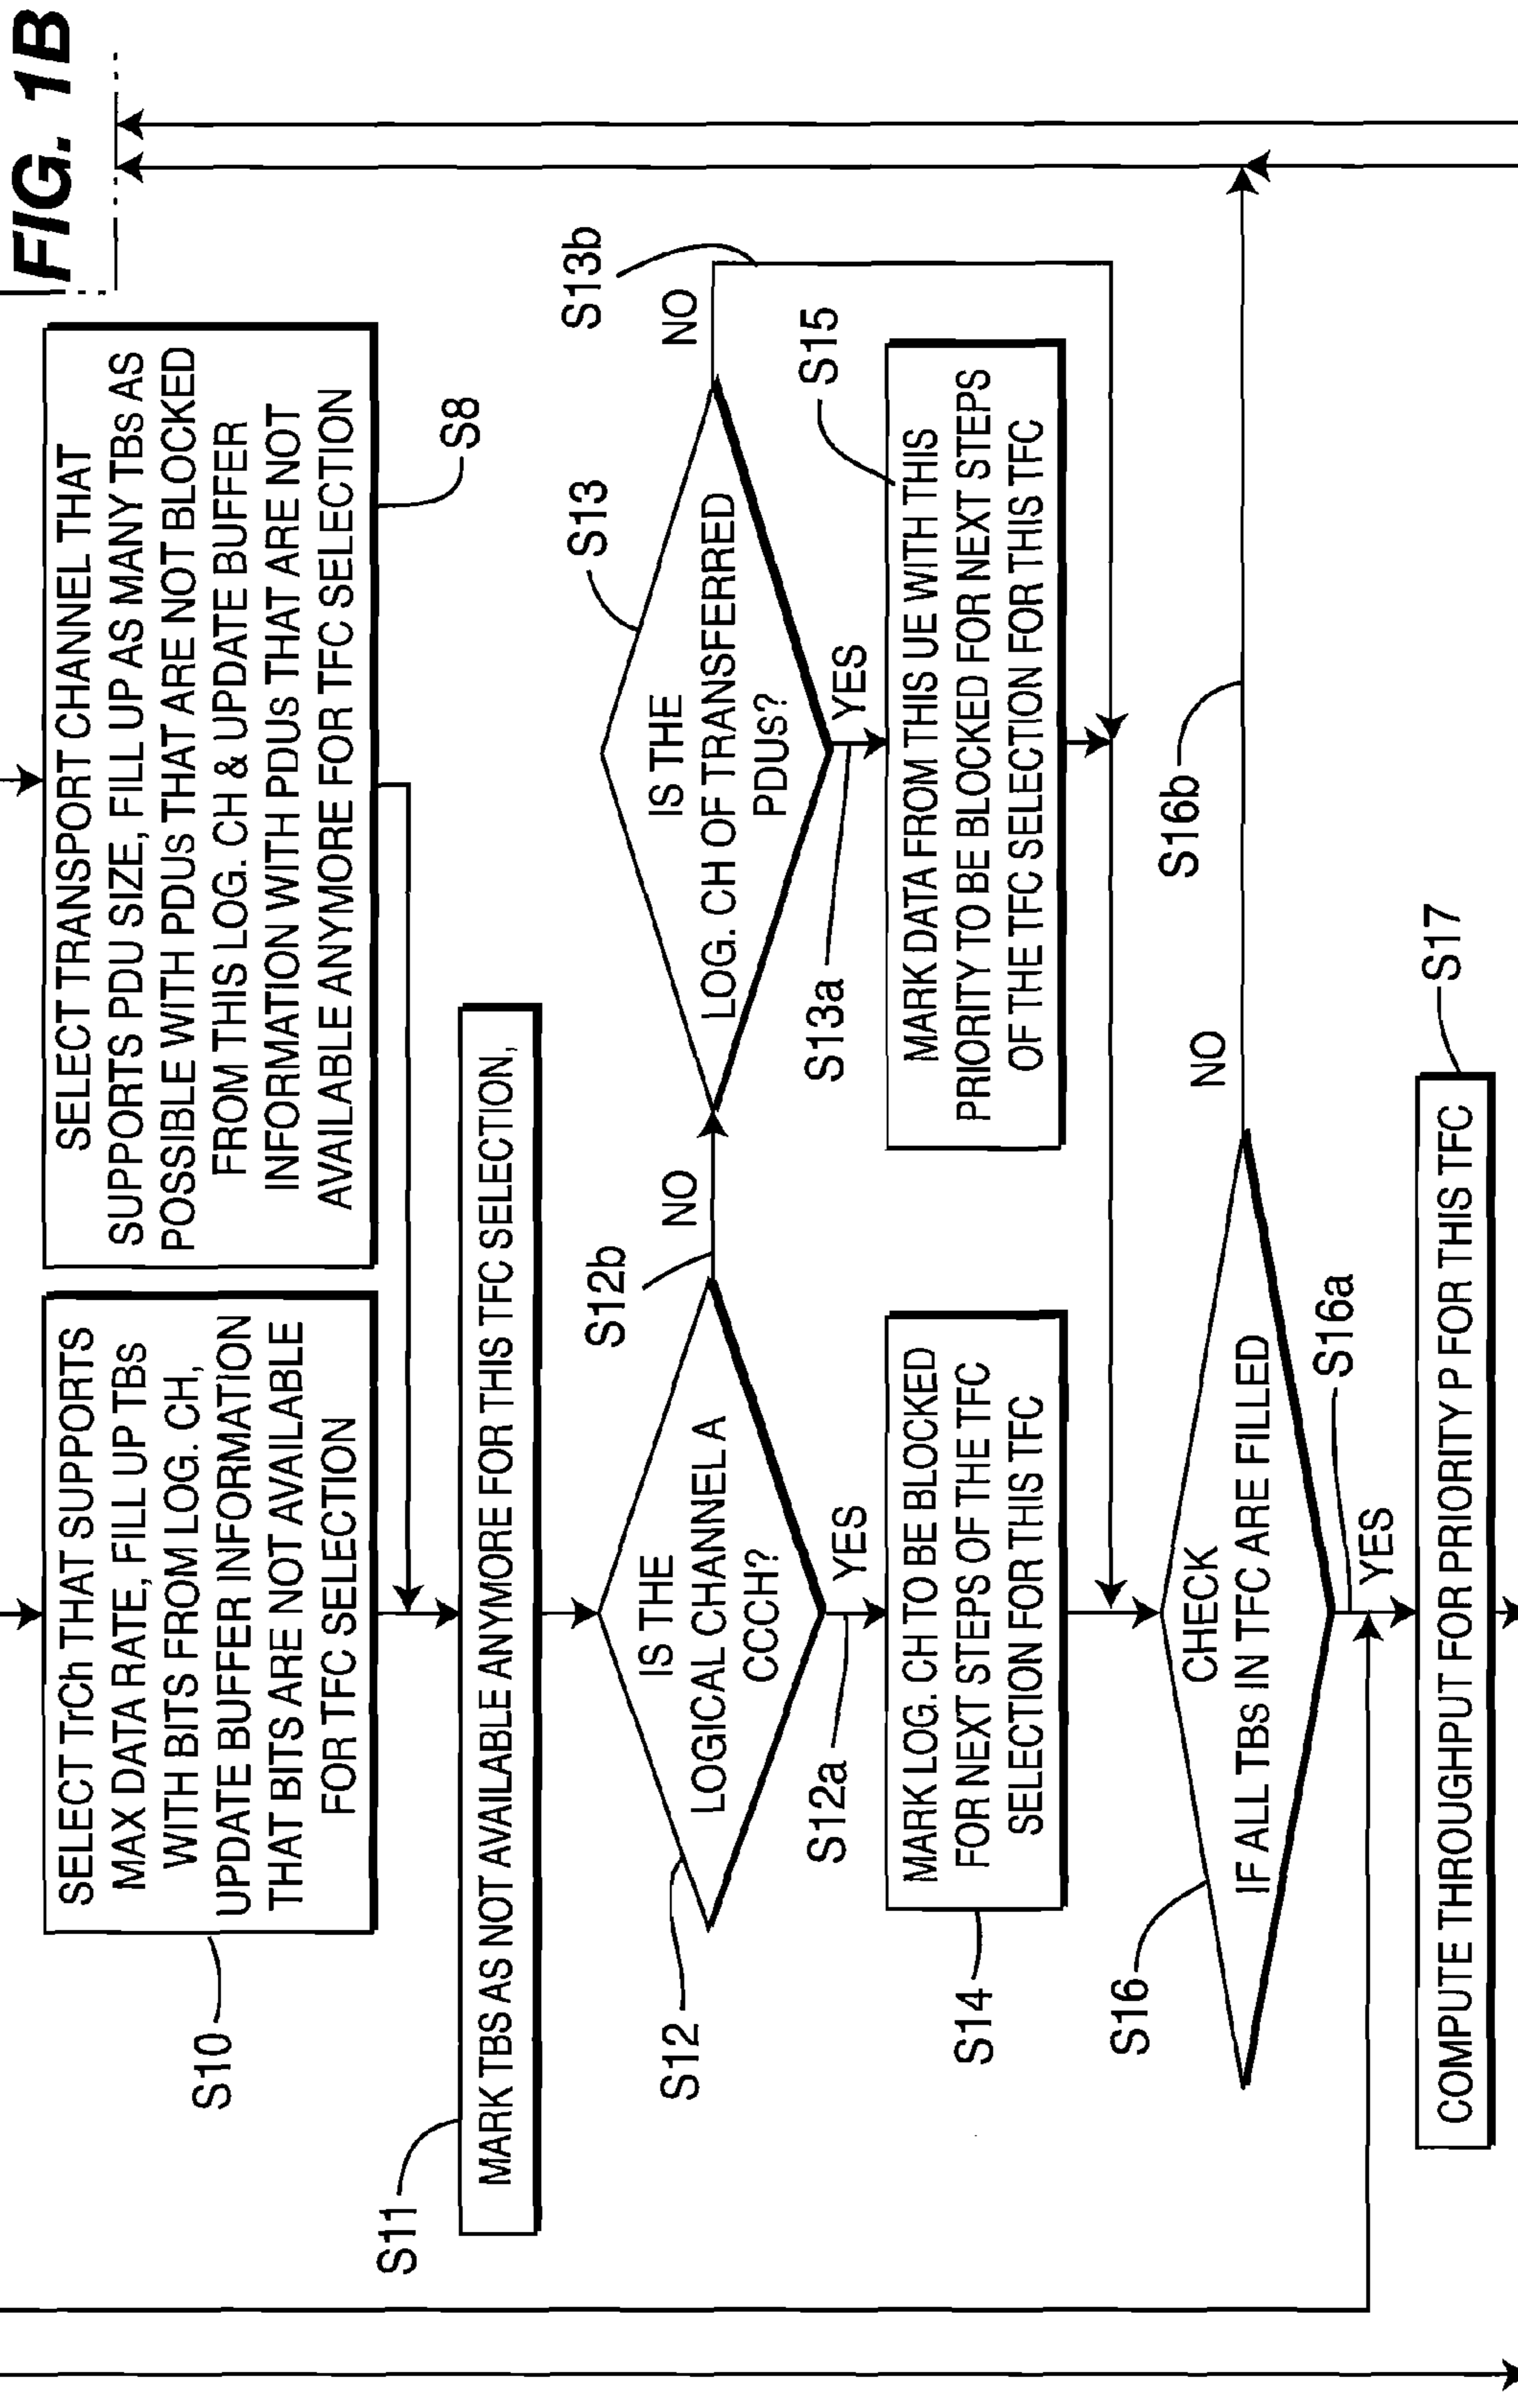 FIG. 1B
SELECT TrCh THAT SUPPORTS
MAX DATA RATE, FILL UP TBs
WITH BITS FROM LOG. CH,
UPDATE BUFFER INFORMATION
THAT BITS ARE NOT AVAILABLE
FOR TFC SELECTION
S10
SELECT TRANSPORT CHANNEL THAT
SUPPORTS PDU SIZE, FILL UP AS MANY TBs AS
POSSIBLE WITH PDUs THAT ARE NOT BLOCKED
FROM THIS LOG. CH & UPDATE BUFFER
INFORMATION WITH PDUS THAT ARE NOT
AVAILABLE ANYMORE FOR TFC SELECTION
S8
S11
MARK TBS AS NOT AVAILABLE ANYMORE FOR THIS TFC SELECTION,
S12
IS THE
LOGICAL CHANNEL A
CCCH?
S12b
NO
S12a
YES
S13
IS THE
LOG. CH OF TRANSFERRED
PDUs?
S13b
NO
S13a
YES
S14
MARK LOG. CH TO BE BLOCKED
FOR NEXT STEPS OF THE TFC
SELECTION FOR THIS TFC
S15
MARK DATA FROM THIS UE WITH THIS
PRIORITY TO BE BLOCKED FOR NEXT STEPS
OF THE TFC SELECTION FOR THIS TFC
S16
CHECK
IF ALL TBs IN TFC ARE FILLED
NO
S16b
S16a
YES
COMPUTE THROUGHPUT FOR PRIORITY P FOR THIS TFC
S17